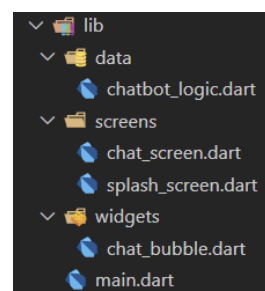 lib
data
chatbot_logic.dart
screens
chat_screen.dart
splash_screen.dart
widgets
chat_bubble.dart
main.dart